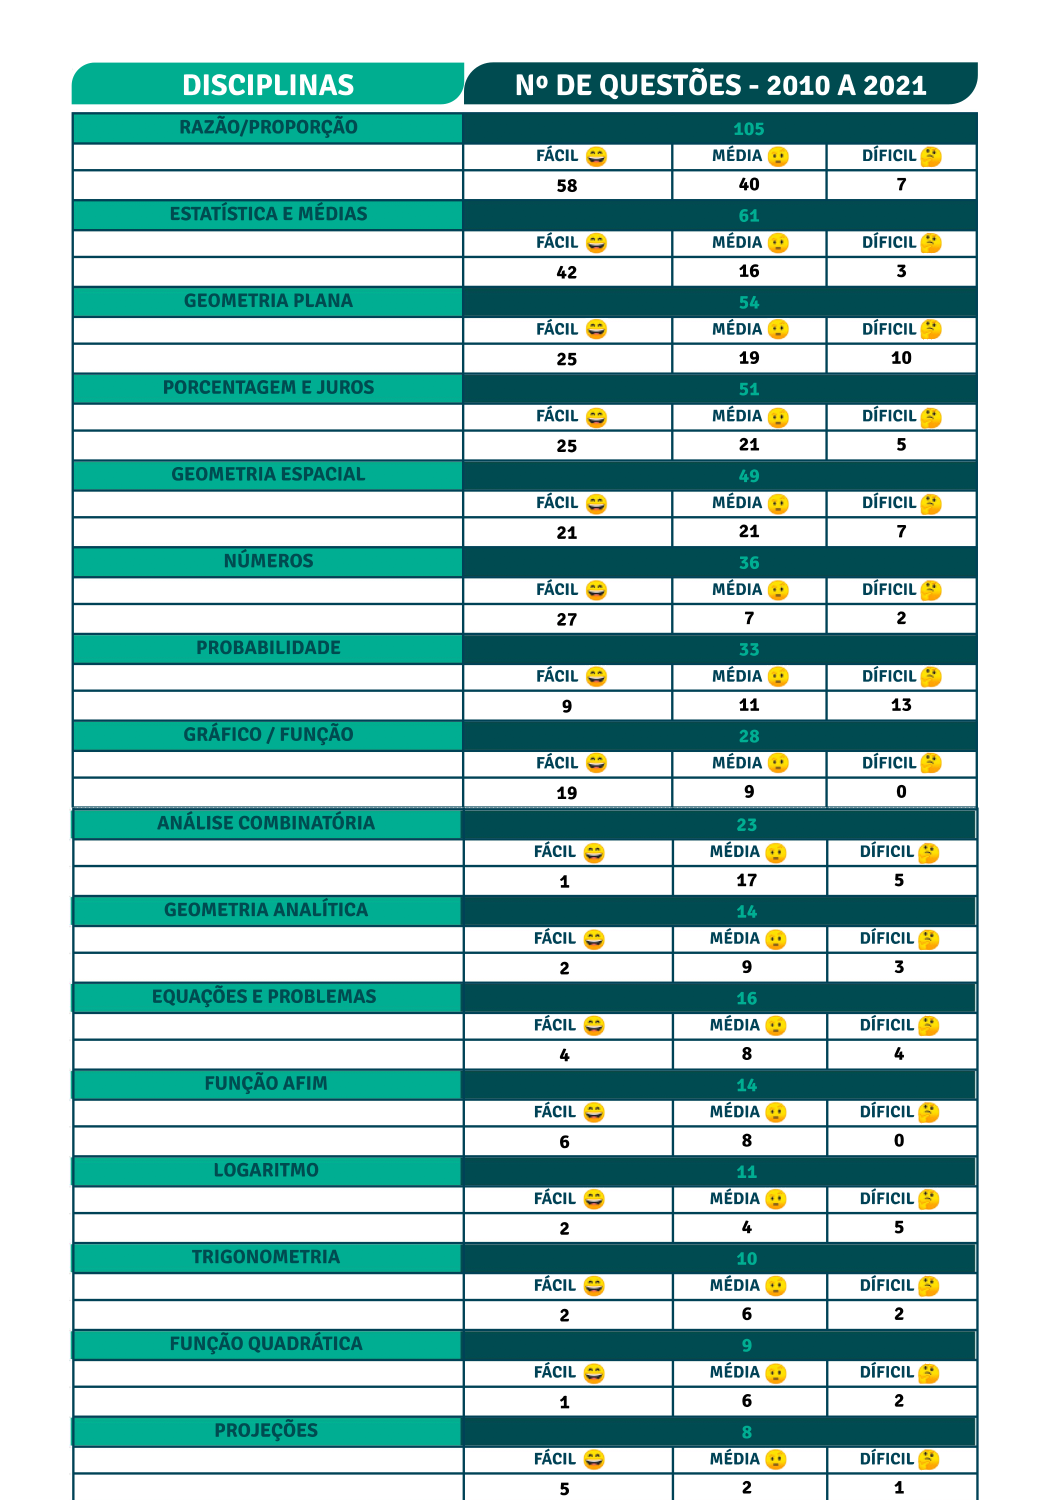 DISCIPLINAS Nº DE QUESTÕES - 2010 A 2021
RAZÃO/PROPORÇÃO 105
FÁCIL MÉDIA DÍFICIL
58 40 7
ESTATÍSTICA E MÉDIAS 61
FÁCIL MÉDIA DÍFICIL
42 16 3
GEOMETRIA PLANA 54
FÁCIL MÉDIA DÍFICIL
25 19 10
PORCENTAGEM E JUROS 51
FÁCIL MÉDIA DÍFICIL
25 21 5
GEOMETRIA ESPACIAL 49
FÁCIL MÉDIA DÍFICIL
21 21 7
NÚMEROS 36
FÁCIL MÉDIA DÍFICIL
27 7 2
PROBABILIDADE 33
FÁCIL MÉDIA DÍFICIL
9 11 13
GRÁFICO / FUNÇÃO 28
FÁCIL MÉDIA DÍFICIL
19 9 0
ANÁLISE COMBINATÓRIA 23
FÁCIL MÉDIA DÍFICIL
1 17 5
GEOMETRIA ANALÍTICA 14
FÁCIL MÉDIA DÍFICIL
2 9 3
EQUAÇÕES E PROBLEMAS 16
FÁCIL MÉDIA DÍFICIL
4 8 4
FUNÇÃO AFIM 14
FÁCIL MÉDIA DÍFICIL
6 8 0
LOGARITMO 11
FÁCIL MÉDIA DÍFICIL
2 4 5
TRIGONOMETRIA 10
FÁCIL MÉDIA DÍFICIL
2 6 2
FUNÇÃO QUADRÁTICA 9
FÁCIL MÉDIA DÍFICIL
1 6 2
PROJEÇÕES 8
FÁCIL MÉDIA DÍFICIL
5 2 1